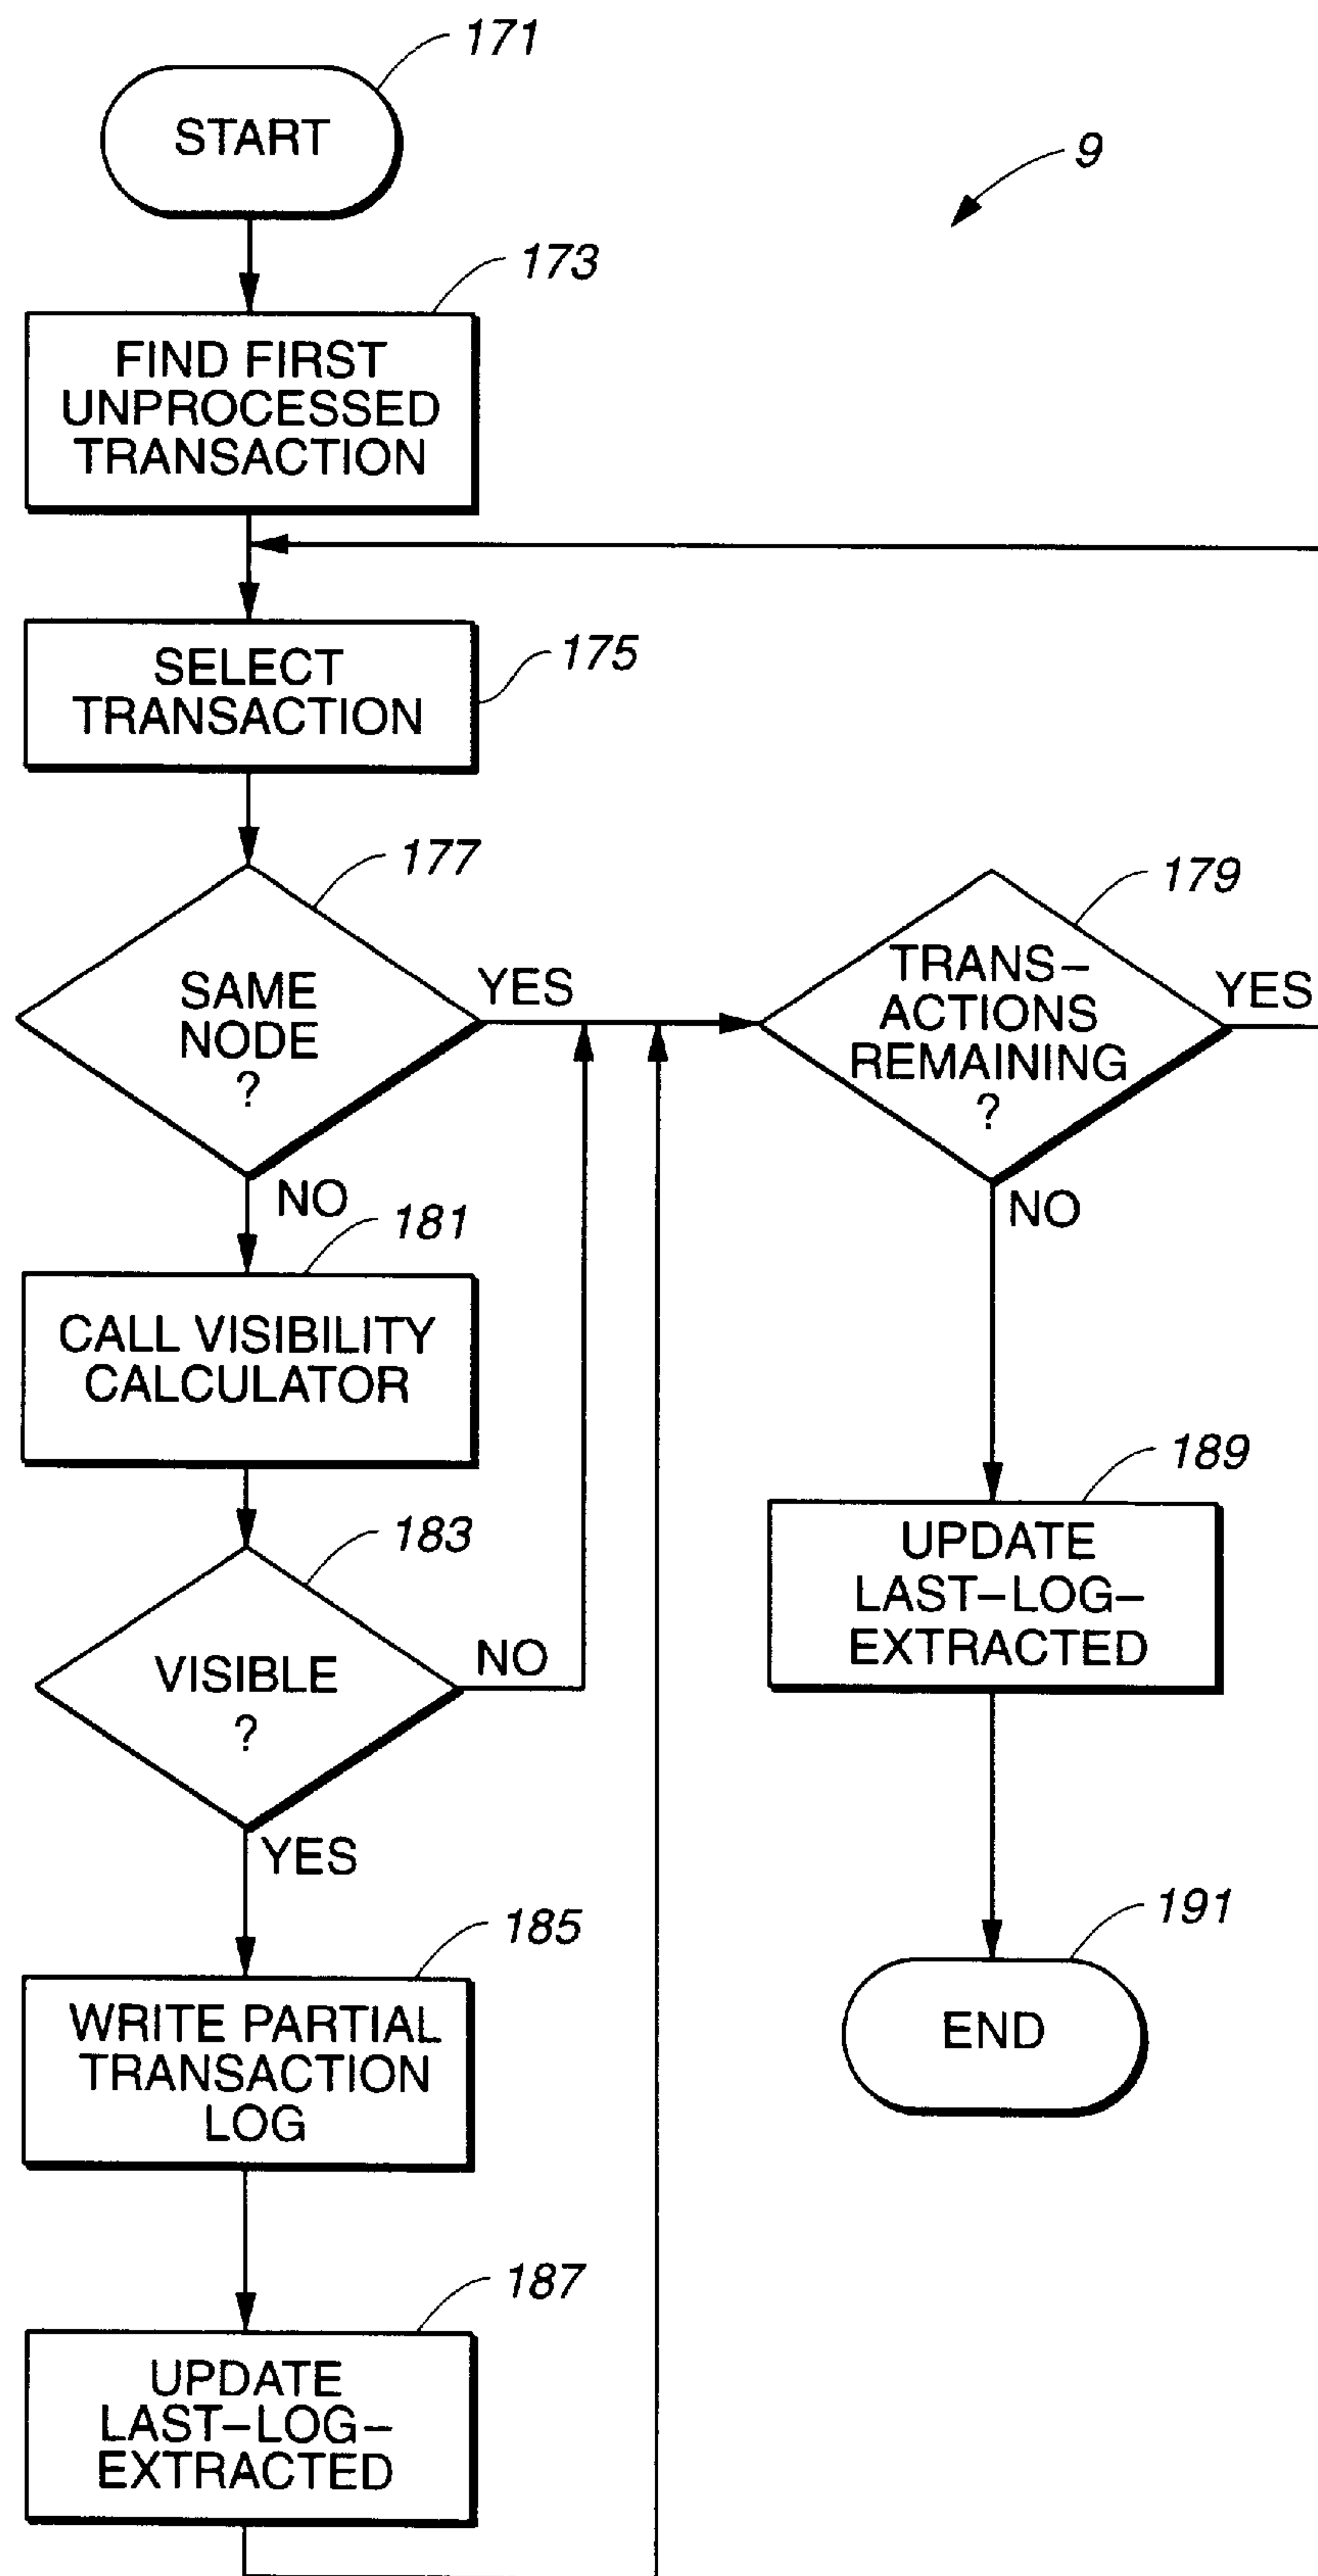 171
START
9
173
FIND FIRST
UNPROCESSED
TRANSACTION
SELECT
TRANSACTION
175
177
SAME
NODE
?
YES
NO
179
TRANS-
ACTIONS
REMAINING
?
YES
NO
181
CALL VISIBILITY
CALCULATOR
183
VISIBLE
?
NO
YES
189
UPDATE
LAST-LOG-
EXTRACTED
185
WRITE PARTIAL
TRANSACTION
LOG
191
END
187
UPDATE
LAST-LOG-
EXTRACTED